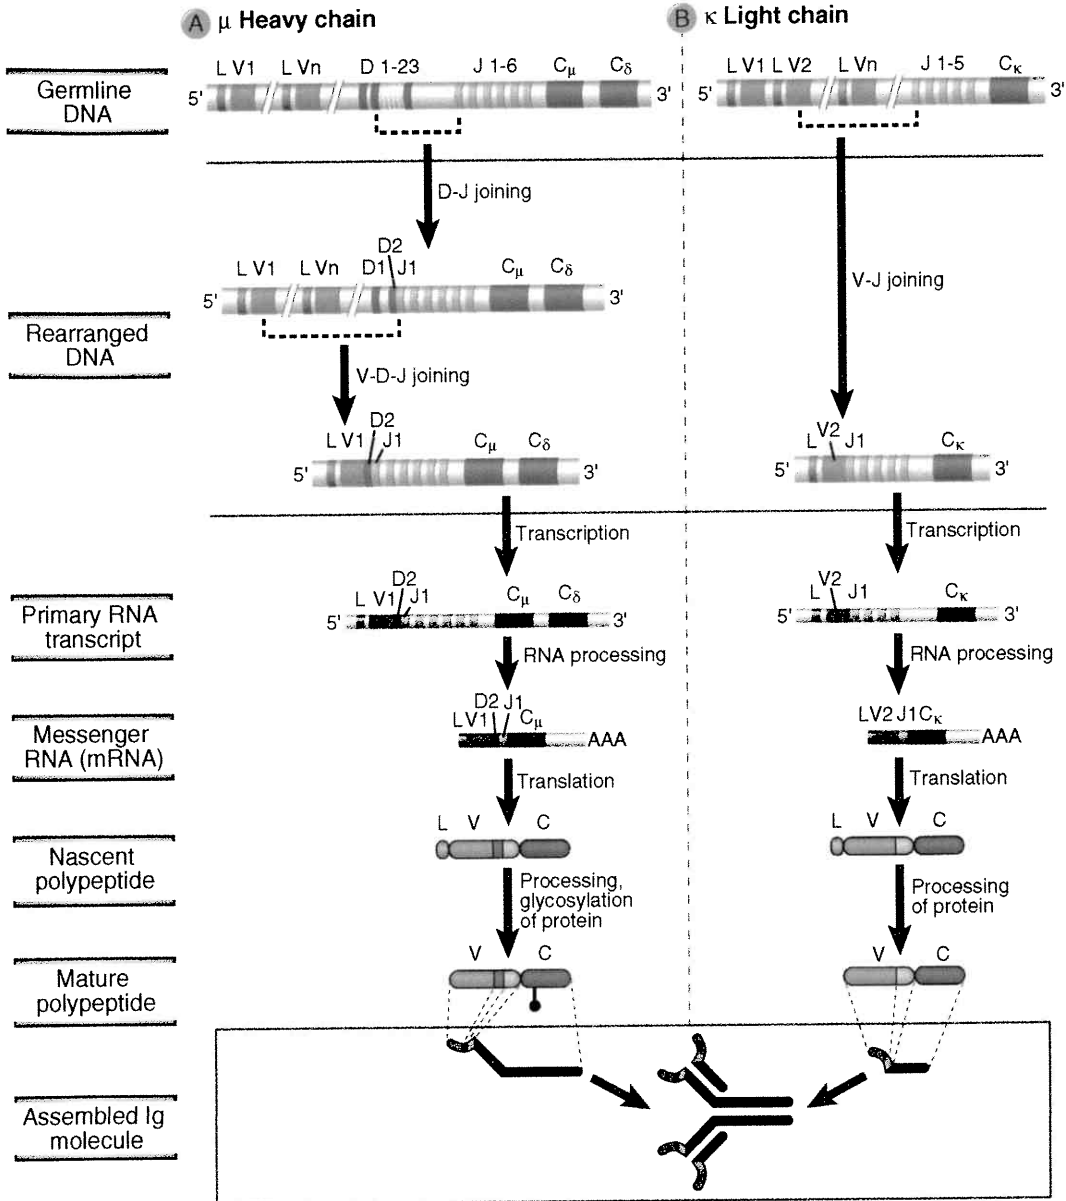 A μ Heavy chain
B κ Light chain
Germline
DNA
L V1 L Vn D 1-23 J 1-6 Cμ Cδ
5' 3'
L V1 L V2 L Vn J 1-5 Cκ
5' 3'
D-J joining
V-J joining
Rearranged
DNA
D2
L V1 L Vn D1 J1 Cμ Cδ
5' 3'
V-D-J joining
D2
L V1 J1 Cμ Cδ
5' 3'
V2
L J1 Cκ
5' 3'
Transcription
Transcription
Primary RNA
transcript
D2
L V1 J1 Cμ Cδ
5' 3'
V2
L J1 Cκ
5' 3'
RNA processing
RNA processing
Messenger
RNA (mRNA)
D2 J1
L V1 Cμ
AAA
LV2 J1 Cκ
AAA
Translation
Translation
Nascent
polypeptide
L V C
L V C
Processing,
glycosylation
of protein
Processing
of protein
Mature
polypeptide
V C
V C
Assembled Ig
molecule